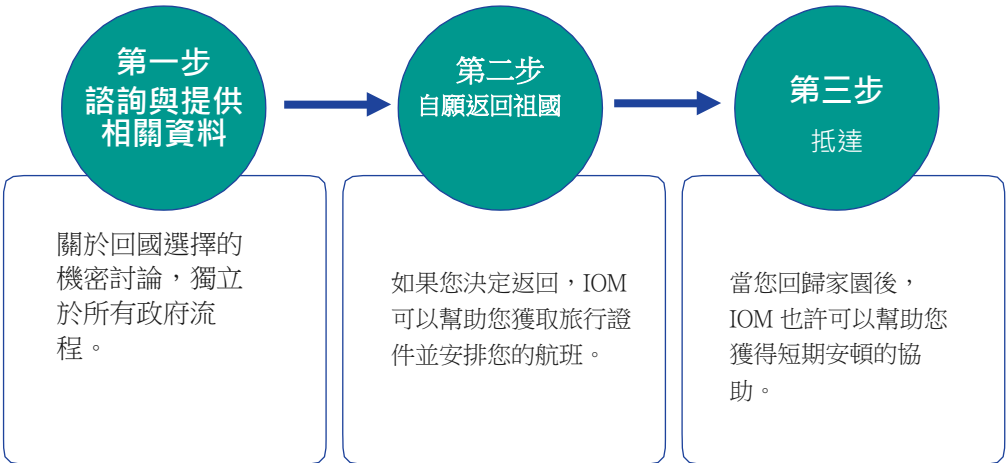 第一步
諮詢與提供
相關資料
第二步
自願返回祖國
第三步
抵達
關於回國選擇的
機密討論，獨立
於所有政府流
程。
如果您決定返回，IOM
可以幫助您獲取旅行證
件並安排您的航班。
當您回歸家園後，
IOM 也許可以幫助您
獲得短期安頓的協
助。